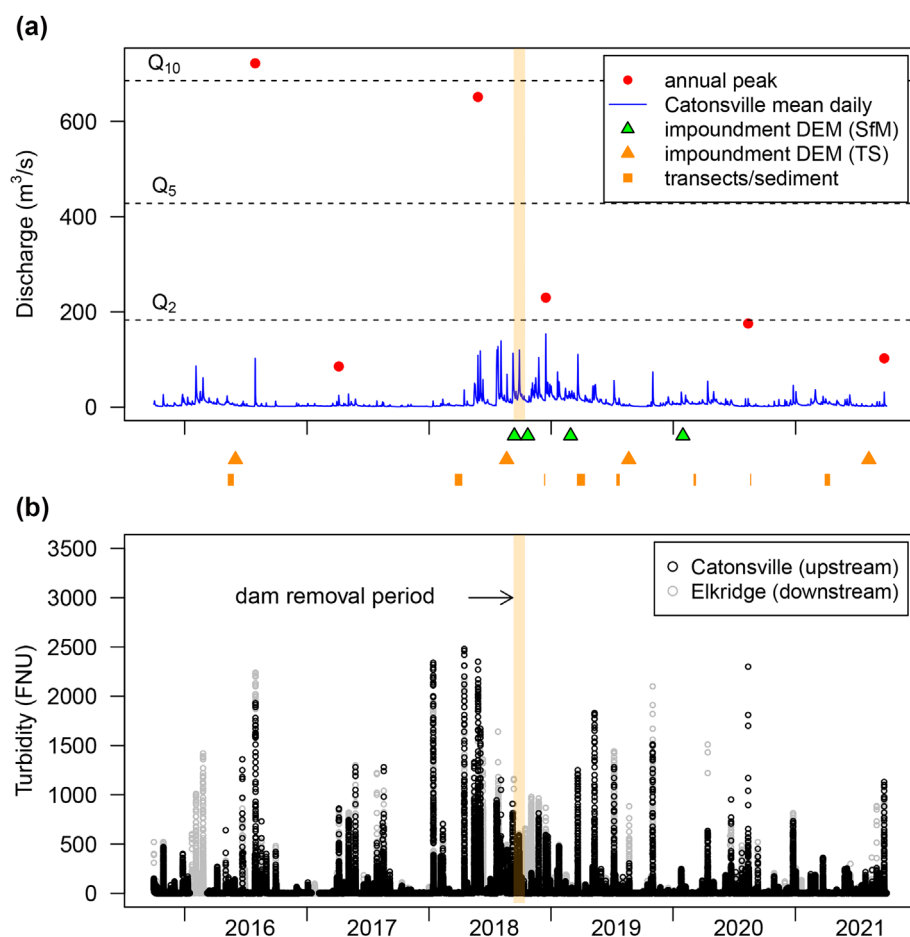 (a)
Discharge (m³/s)
600
400
200
0
Q₁₀
Q₅
Q₂
annual peak
Catonsville mean daily
impoundment DEM (SfM)
impoundment DEM (TS)
transects/sediment
(b)
Turbidity (FNU)
3500
3000
2500
2000
1500
1000
500
0
dam removal period
Catonsville (upstream)
Elkridge (downstream)
2016 2017 2018 2019 2020 2021